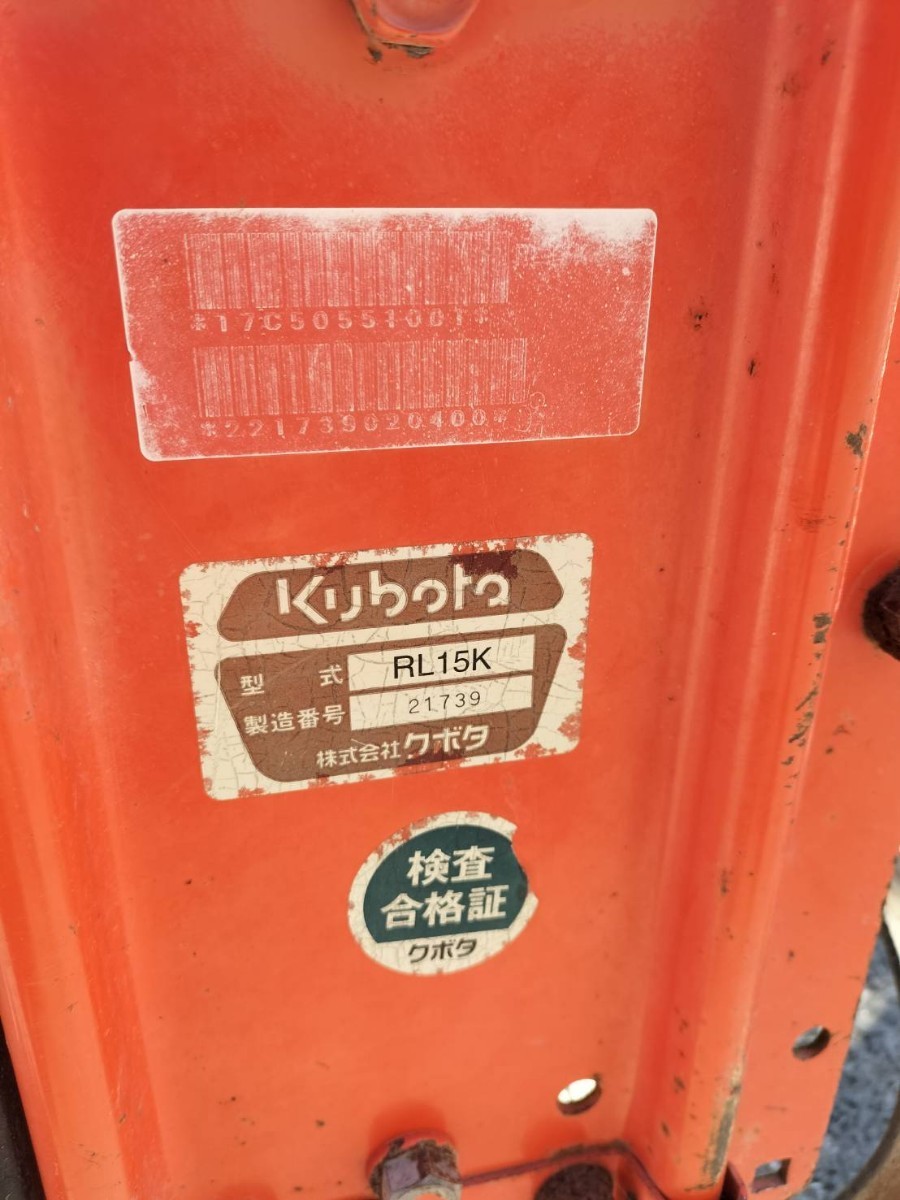 *17C50551001*
*221739020400*
Kubota
型式 RL15K
製造番号 21739
株式会社クボタ
検査
合格証
クボタ